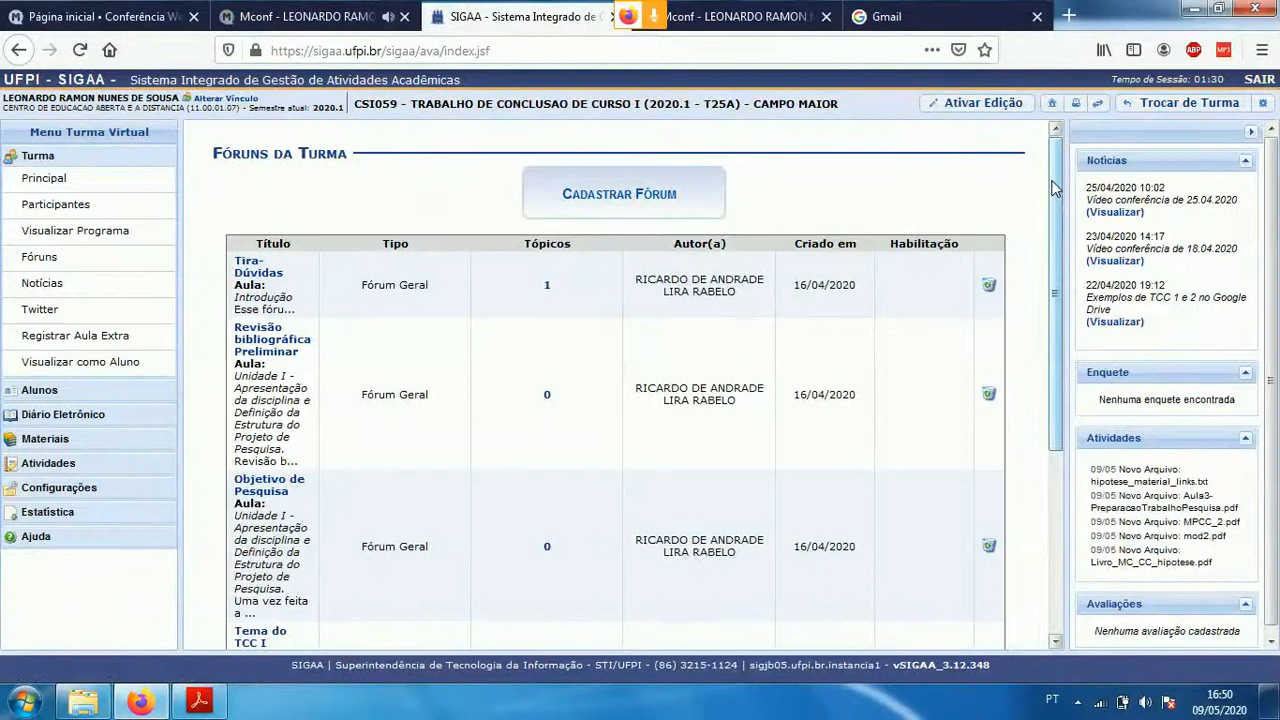 Página inicial • Conferência W
Mconf - LEONARDO RAMO
SIGAA - Sistema Integrado de
Mconf - LEONARDO RAMON
Gmail
https://sigaa.ufpi.br/sigaa/ava/index.jsf
ABP
MP3
UFPI - SIGAA - Sistema Integrado de Gestão de Atividades Acadêmicas
Tempo de Sessão: 01:30 SAIR
LEONARDO RAMON NUNES DE SOUSA Alterar Vínculo
CENTRO DE EDUCACAO ABERTA E A DISTANCIA (11.00.01.07) - Semestre atual: 2020.1
CSI059 - TRABALHO DE CONCLUSAO DE CURSO I (2020.1 - T25A) - CAMPO MAIOR
Ativar Edição
Trocar de Turma
Menu Turma Virtual
Turma
Principal
Participantes
Visualizar Programa
Fóruns
Notícias
Twitter
Registrar Aula Extra
Visualizar como Aluno
Alunos
Diário Eletrônico
Materiais
Atividades
Configurações
Estatística
Ajuda
FÓRUNS DA TURMA
CADASTRAR FÓRUM
Título Tipo Tópicos Autor(a) Criado em Habilitação
Tira-
Dúvidas
Aula:
Introdução
Esse fóru...
Fórum Geral
1
RICARDO DE ANDRADE
LIRA RABELO
16/04/2020
Revisão
bibliográfica
Preliminar
Aula:
Unidade I -
Apresentação
da disciplina e
Definição da
Estrutura do
Projeto de
Pesquisa.
Revisão b...
Fórum Geral
0
RICARDO DE ANDRADE
LIRA RABELO
16/04/2020
Objetivo de
Pesquisa
Aula:
Unidade I -
Apresentação
da disciplina e
Definição da
Estrutura do
Projeto de
Pesquisa.
Uma vez feita
a ...
Fórum Geral
0
RICARDO DE ANDRADE
LIRA RABELO
16/04/2020
Tema do
TCC I
Notícias
25/04/2020 10:02
Vídeo conferência de 25.04.2020
(Visualizar)
23/04/2020 14:17
Vídeo conferência de 18.04.2020
(Visualizar)
22/04/2020 19:12
Exemplos de TCC 1 e 2 no Google
Drive
(Visualizar)
Enquete
Nenhuma enquete encontrada
Atividades
09/05 Novo Arquivo:
hipotese_material_links.txt
09/05 Novo Arquivo: Aula3-
PreparacaoTrabalhoPesquisa.pdf
09/05 Novo Arquivo: MPCC_2.pdf
09/05 Novo Arquivo: mod2.pdf
09/05 Novo Arquivo:
Livro_MC_CC_hipotese.pdf
Avaliações
Nenhuma avaliação cadastrada
SIGAA | Superintendência de Tecnologia da Informação - STI/UFPI - (86) 3215-1124 | sigjb05.ufpi.br.instancia1 - vSIGAA_3.12.348
PT
16:50
09/05/2020